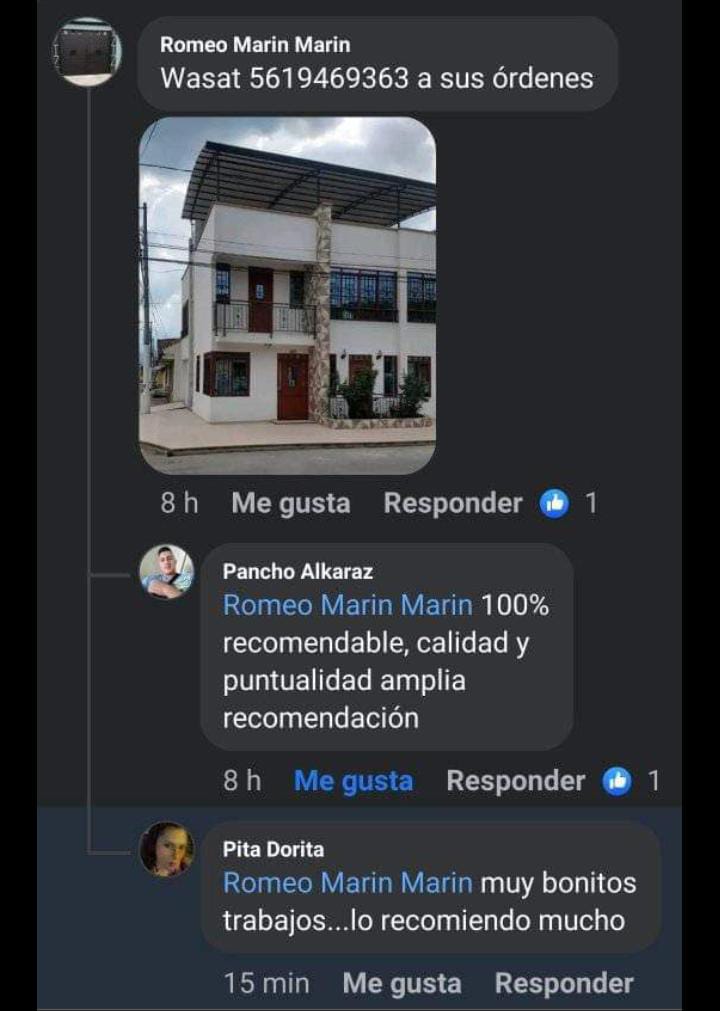 Romeo Marin Marin
Wasat 5619469363 a sus órdenes
8 h Me gusta Responder 1
Pancho Alkaraz
Romeo Marin Marin 100%
recomendable, calidad y
puntualidad amplia
recomendación
8 h Me gusta Responder 1
Pita Dorita
Romeo Marin Marin muy bonitos
trabajos...lo recomiendo mucho
15 min Me gusta Responder